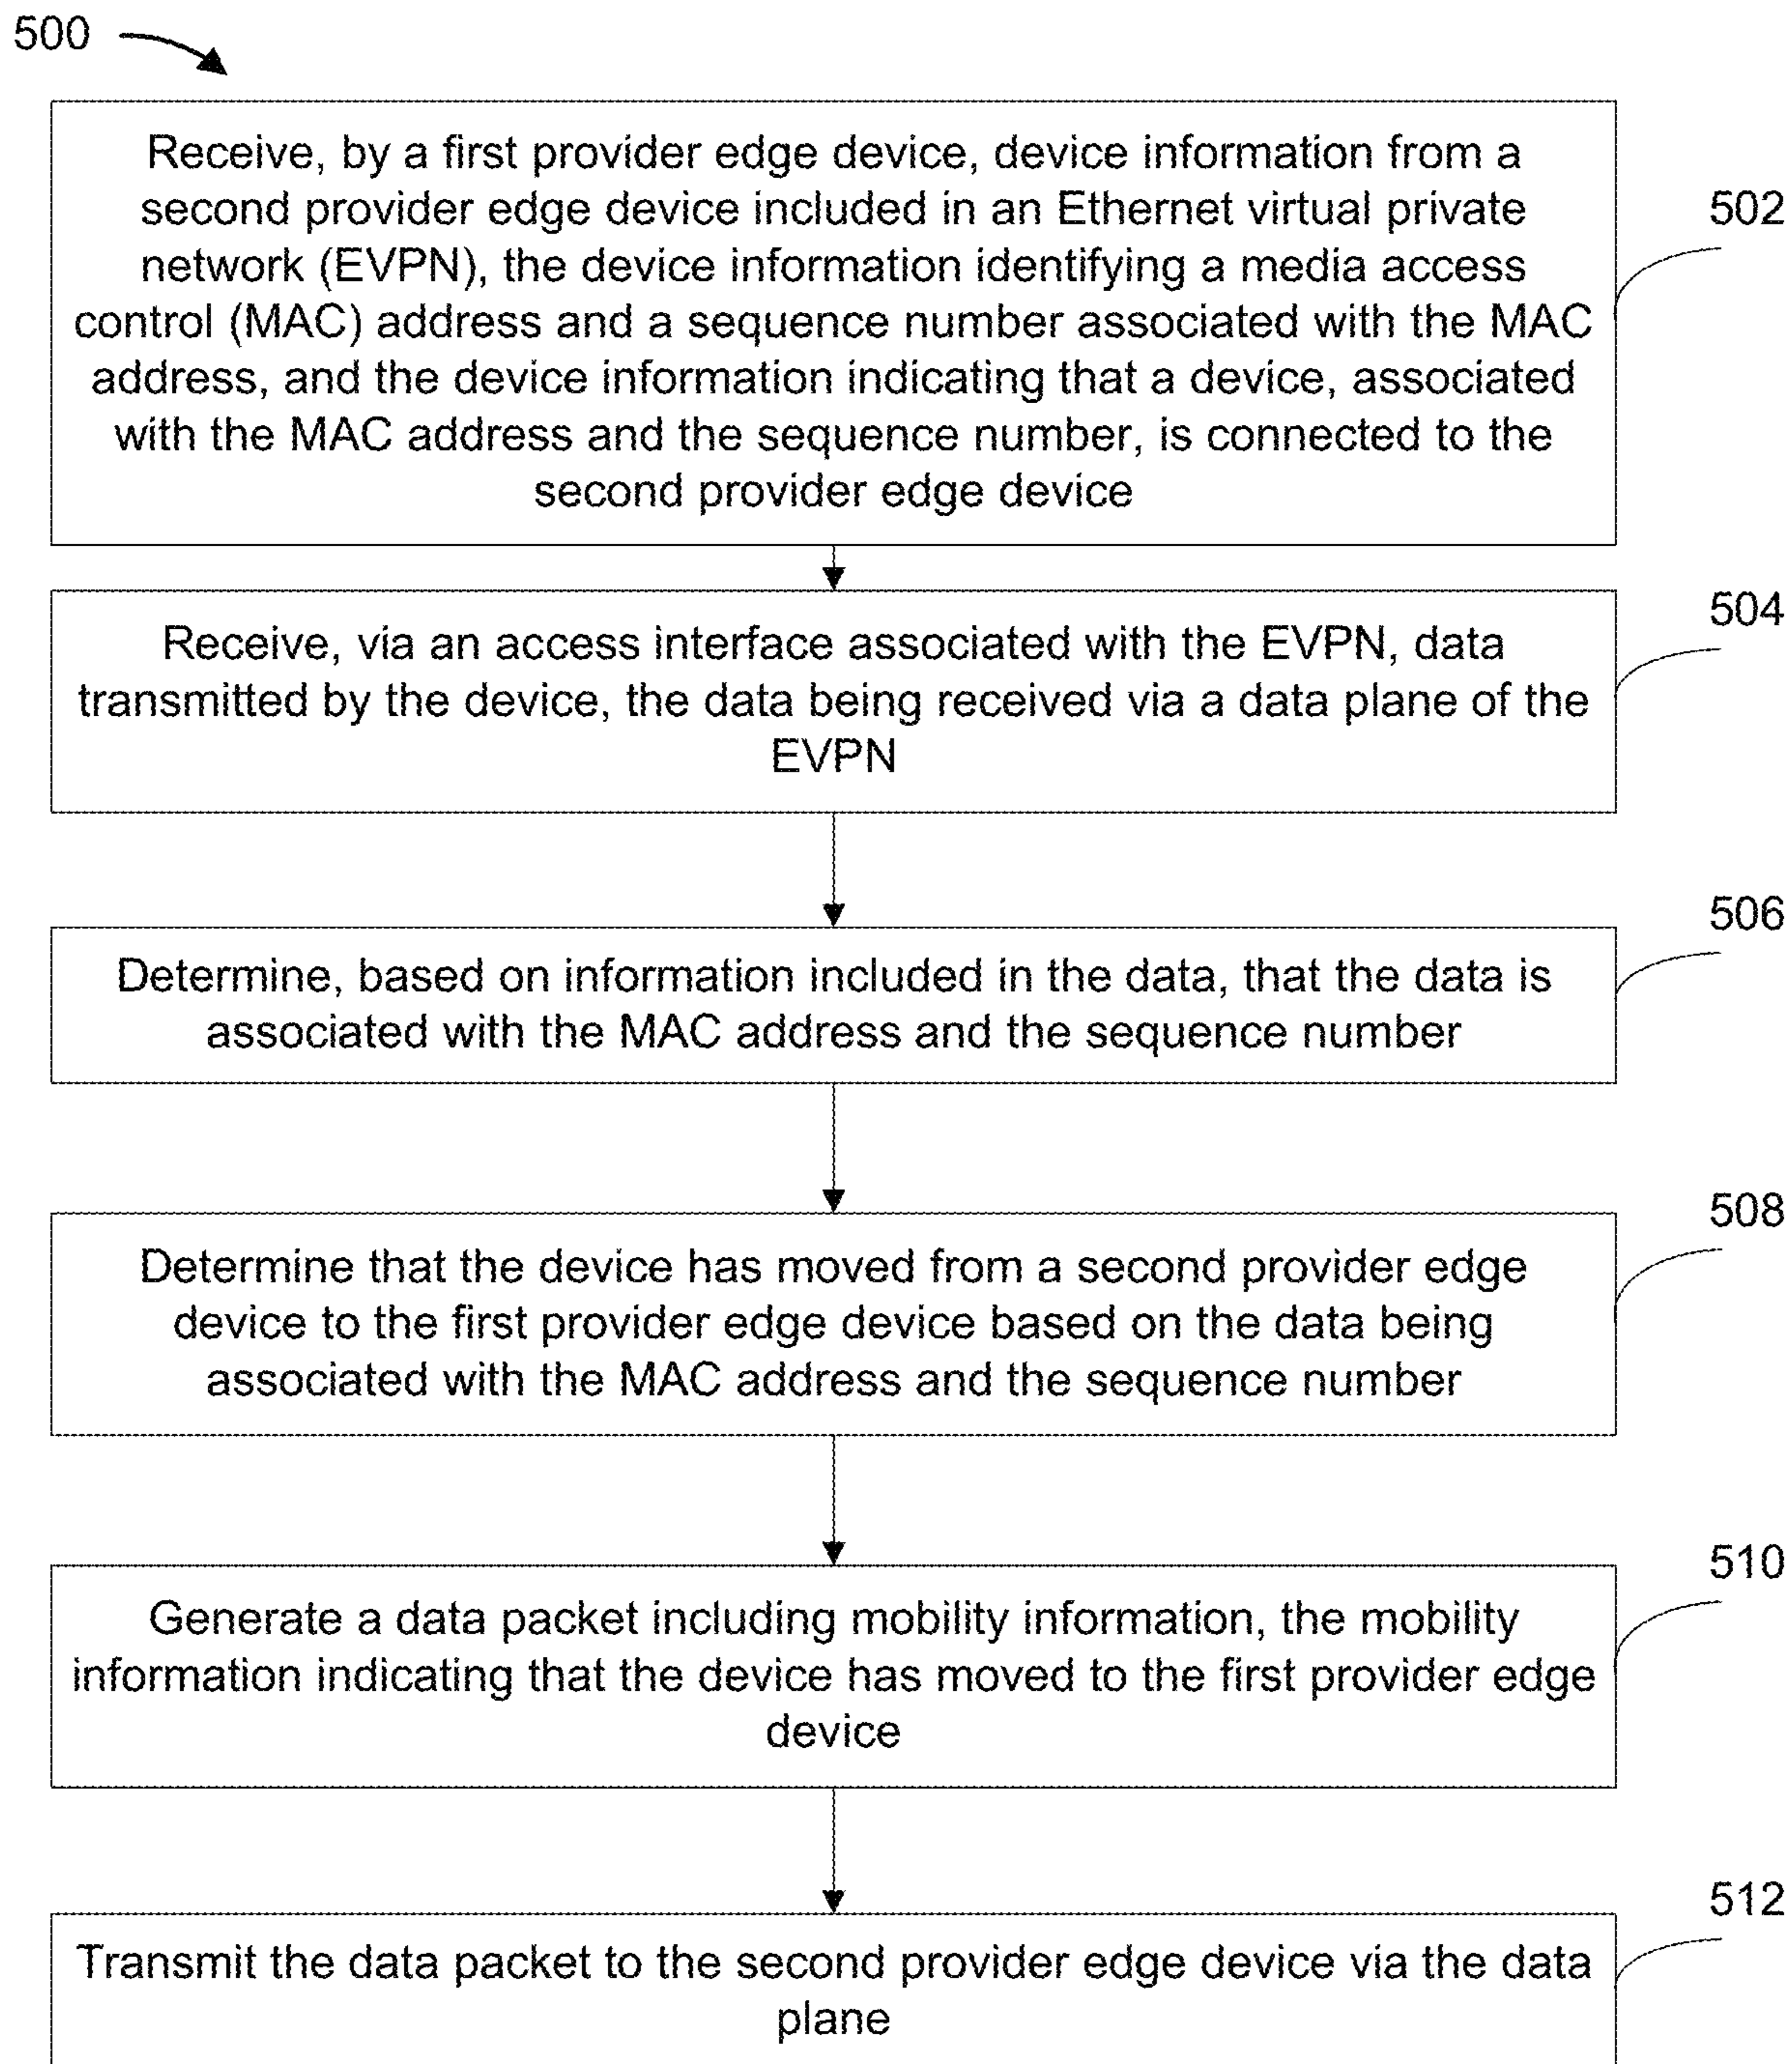 500
Receive, by a first provider edge device, device information from a
second provider edge device included in an Ethernet virtual private
network (EVPN), the device information identifying a media access
control (MAC) address and a sequence number associated with the MAC
address, and the device information indicating that a device, associated
with the MAC address and the sequence number, is connected to the
second provider edge device
502
Receive, via an access interface associated with the EVPN, data
transmitted by the device, the data being received via a data plane of the
EVPN
504
Determine, based on information included in the data, that the data is
associated with the MAC address and the sequence number
506
Determine that the device has moved from a second provider edge
device to the first provider edge device based on the data being
associated with the MAC address and the sequence number
508
Generate a data packet including mobility information, the mobility
information indicating that the device has moved to the first provider edge
device
510
Transmit the data packet to the second provider edge device via the data
plane
512